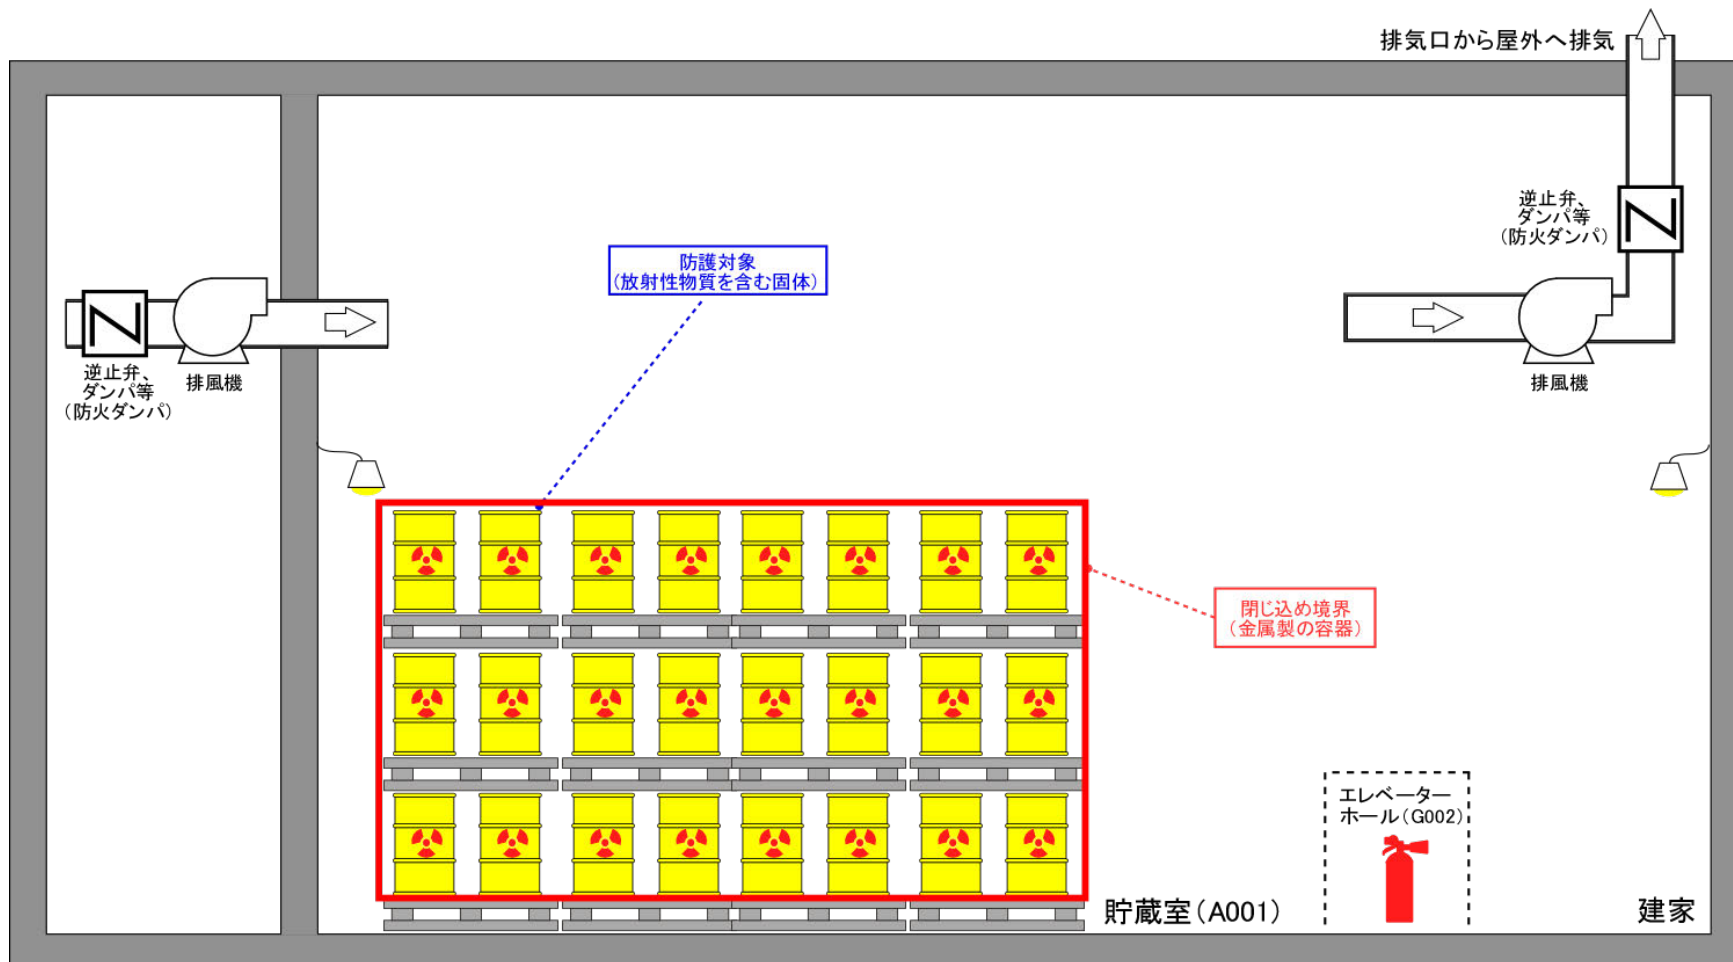 排気口から屋外へ排気
逆止弁、
ダンパ等
(防火ダンパ)
防護対象
(放射性物質を含む固体)
逆止弁、
ダンパ等
(防火ダンパ)
排風機
排風機
閉じ込め境界
(金属製の容器)
エレベーター
ホール(G002)
貯蔵室(A001)
建家